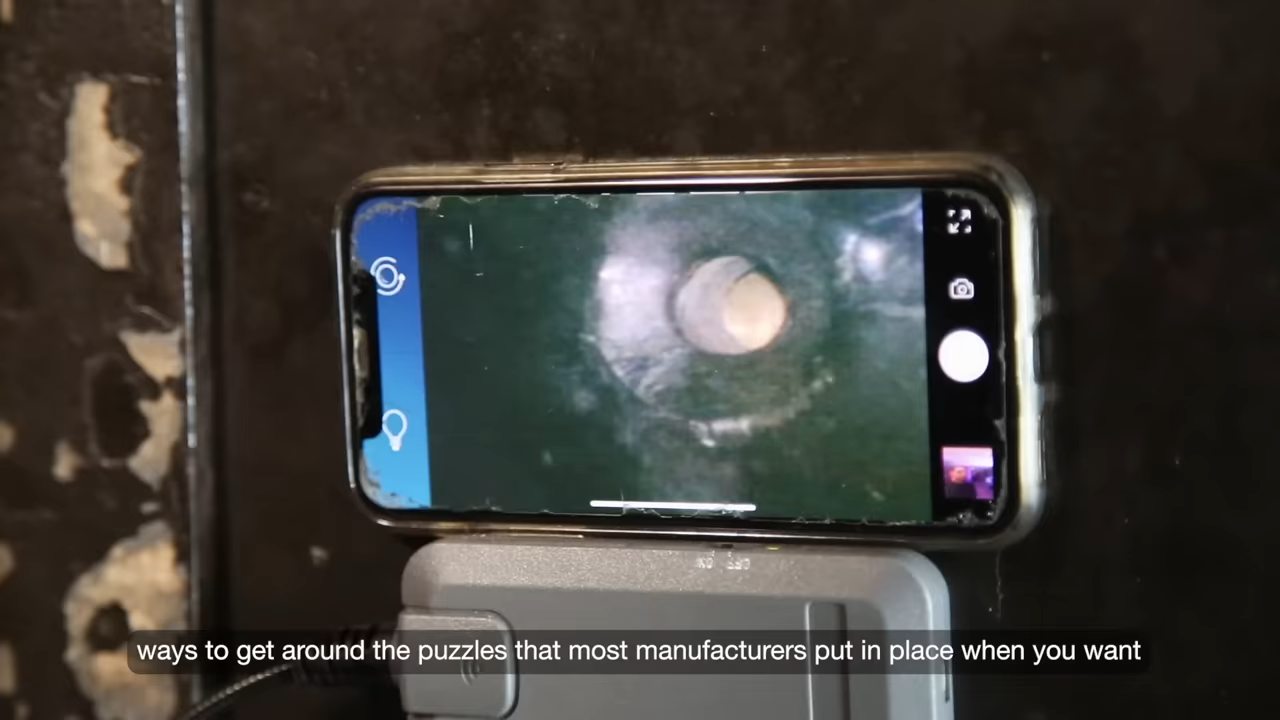 ways to get around the puzzles that most manufacturers put in place when you want